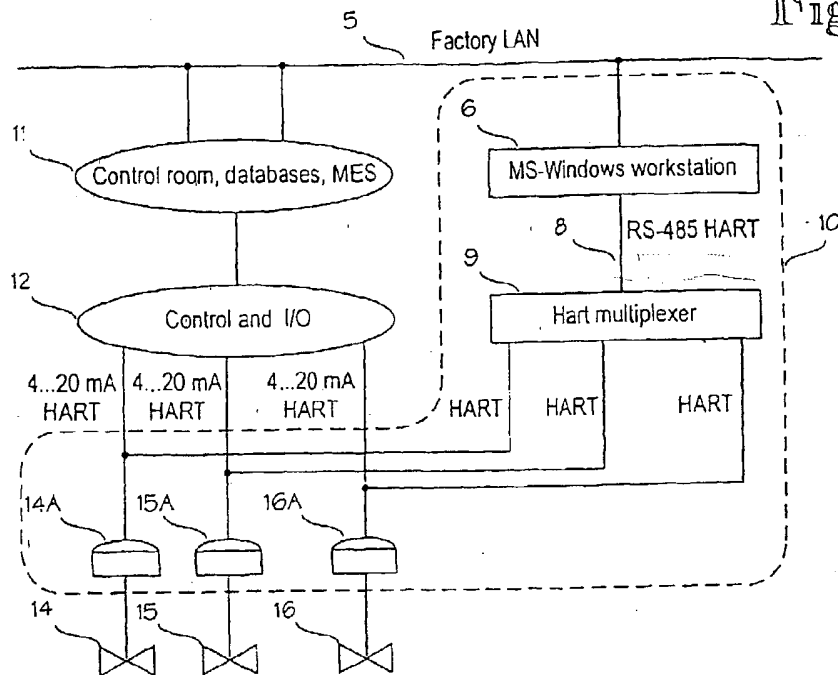 Fig
5
Factory LAN
11
6
Control room, databases, MES
MS-Windows workstation
8
RS-485 HART
10
9
12
Control and I/O
Hart multiplexer
4...20 mA
HART
4...20 mA
HART
4...20 mA
HART
HART
HART
HART
14A
15A
16A
14
15
16